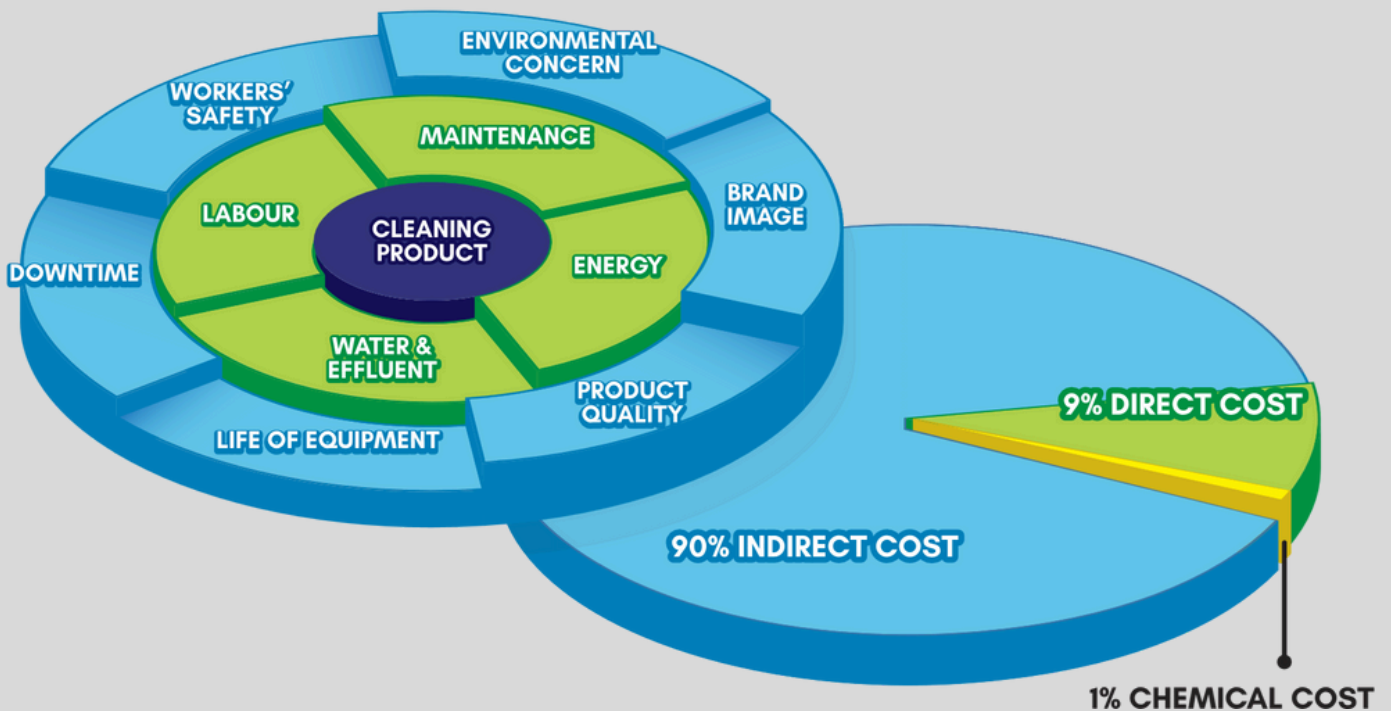 ENVIRONMENTAL
CONCERN
WORKERS'
SAFETY
MAINTENANCE
BRAND
IMAGE
LABOUR
CLEANING
PRODUCT
ENERGY
DOWNTIME
WATER &
EFFLUENT
PRODUCT
QUALITY
LIFE OF EQUIPMENT
9% DIRECT COST
90% INDIRECT COST
1% CHEMICAL COST